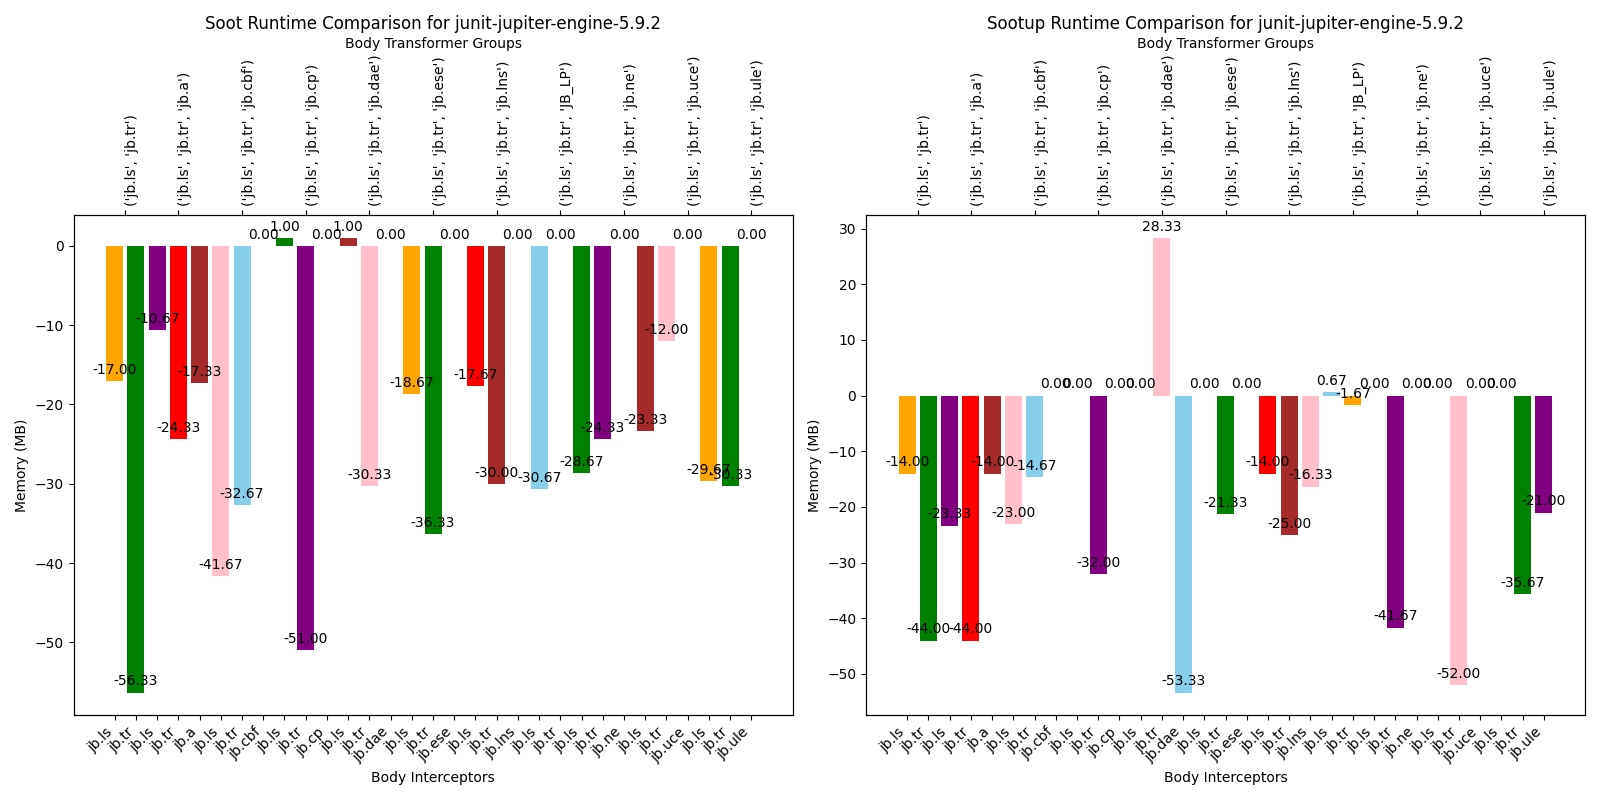 Soot Runtime Comparison for junit-jupiter-engine-5.9.2
Body Transformer Groups
('jb.ls', 'jb.tr')
('jb.ls', 'jb.tr', 'jb.a')
('jb.ls', 'jb.tr', 'jb.cbf')
('jb.ls', 'jb.tr', 'jb.cp')
('jb.ls', 'jb.tr', 'jb.dae')
('jb.ls', 'jb.tr', 'jb.ese')
('jb.ls', 'jb.tr', 'jb.lns')
('jb.ls', 'jb.tr', 'JB_LP')
('jb.ls', 'jb.tr', 'jb.ne')
('jb.ls', 'jb.tr', 'jb.uce')
('jb.ls', 'jb.tr', 'jb.ule')
Memory (MB)
0
−10
−20
−30
−40
−50
-17.00
-56.33
-10.67
-24.33
-17.33
-41.67
-32.67
0.00
1.00
-51.00
0.00
1.00
-30.33
0.00
-18.67
-36.33
0.00
-17.67
-30.00
0.00
-30.67
0.00
-28.67
-24.33
0.00
-23.33
-12.00
0.00
-29.67
-30.33
0.00
jb.ls
jb.tr
jb.ls
jb.tr
jb.a
jb.ls
jb.tr
jb.cbf
jb.ls
jb.tr
jb.cp
jb.ls
jb.tr
jb.dae
jb.ls
jb.tr
jb.ese
jb.ls
jb.tr
jb.lns
jb.ls
jb.tr
jb.ls
jb.tr
jb.ne
jb.ls
jb.tr
jb.uce
jb.ls
jb.tr
jb.ule
Body Interceptors
Sootup Runtime Comparison for junit-jupiter-engine-5.9.2
Body Transformer Groups
('jb.ls', 'jb.tr')
('jb.ls', 'jb.tr', 'jb.a')
('jb.ls', 'jb.tr', 'jb.cbf')
('jb.ls', 'jb.tr', 'jb.cp')
('jb.ls', 'jb.tr', 'jb.dae')
('jb.ls', 'jb.tr', 'jb.ese')
('jb.ls', 'jb.tr', 'jb.lns')
('jb.ls', 'jb.tr', 'JB_LP')
('jb.ls', 'jb.tr', 'jb.ne')
('jb.ls', 'jb.tr', 'jb.uce')
('jb.ls', 'jb.tr', 'jb.ule')
Memory (MB)
30
20
10
0
−10
−20
−30
−40
−50
-14.00
-44.00
-23.33
-44.00
-14.00
-23.00
-14.67
0.00
0.00
-32.00
0.00
0.00
28.33
-53.33
0.00
-21.33
0.00
-14.00
-25.00
-16.33
0.67
-1.67
0.00
-41.67
0.00
0.00
-52.00
0.00
0.00
-35.67
-21.00
jb.ls
jb.tr
jb.ls
jb.tr
jb.a
jb.ls
jb.tr
jb.cbf
jb.ls
jb.tr
jb.cp
jb.ls
jb.tr
jb.dae
jb.ls
jb.tr
jb.ese
jb.ls
jb.tr
jb.lns
jb.ls
jb.tr
jb.ls
jb.tr
jb.ne
jb.ls
jb.tr
jb.uce
jb.ls
jb.tr
jb.ule
Body Interceptors